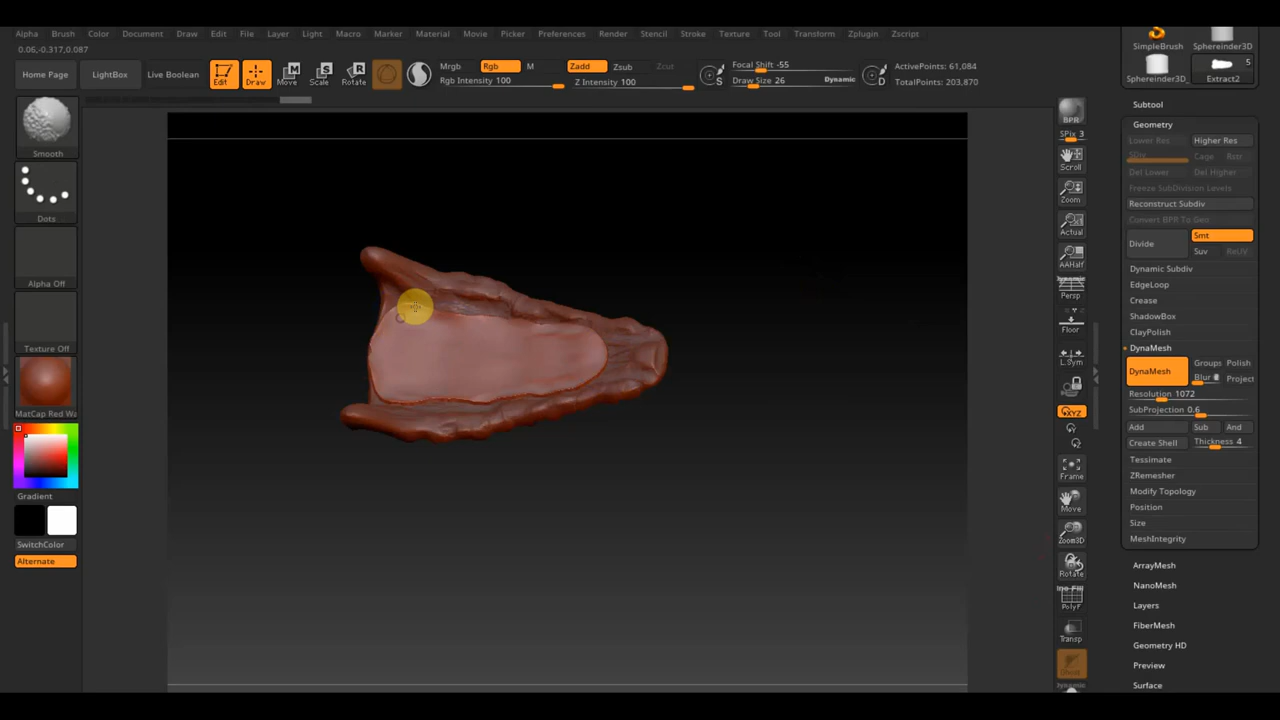 Alpha Brush Color Document Draw Edit File Layer Light Macro Marker Material Movie Picker Preferences Render Stencil Stroke Texture Tool Transform Zplugin Zscript
0.06,-0.317,0.087
Home Page LightBox Live Boolean Edit Draw Move Scale Rotate
Mrgb Rgb M Zadd Zsub Zcut
Rgb Intensity 100 Z Intensity 100
S Focal Shift -55
Draw Size 26 Dynamic D
ActivePoints: 61,084
TotalPoints: 203,870
Smooth
Dots
Alpha Off
Texture Off
MatCap Red Wa
Gradient
SwitchColor
Alternate
BPR
SPix 3
Scroll
Zoom
Actual
AAHalf
Dynamic
Persp
Floor
L.Sym
XYZ
Frame
Move
Zoom3D
Rotate
PolyF
Transp
Dynamic
SimpleBrush Sphereinder3D
Sphereinder3D_ 5 Extract2
Subtool
Geometry
Lower Res Higher Res
SDiv Cage Rstr
Del Lower Del Higher
Freeze SubDivision Levels
Reconstruct Subdiv
Convert BPR To Geo
Divide Smt
Suv ReUV
Dynamic Subdiv
EdgeLoop
Crease
ShadowBox
ClayPolish
DynaMesh
DynaMesh Groups Polish
Blur Project
Resolution 1072
SubProjection 0.6
Add Sub And
Create Shell Thickness 4
Tessimate
ZRemesher
Modify Topology
Position
Size
MeshIntegrity
ArrayMesh
NanoMesh
Layers
FiberMesh
Geometry HD
Preview
Surface